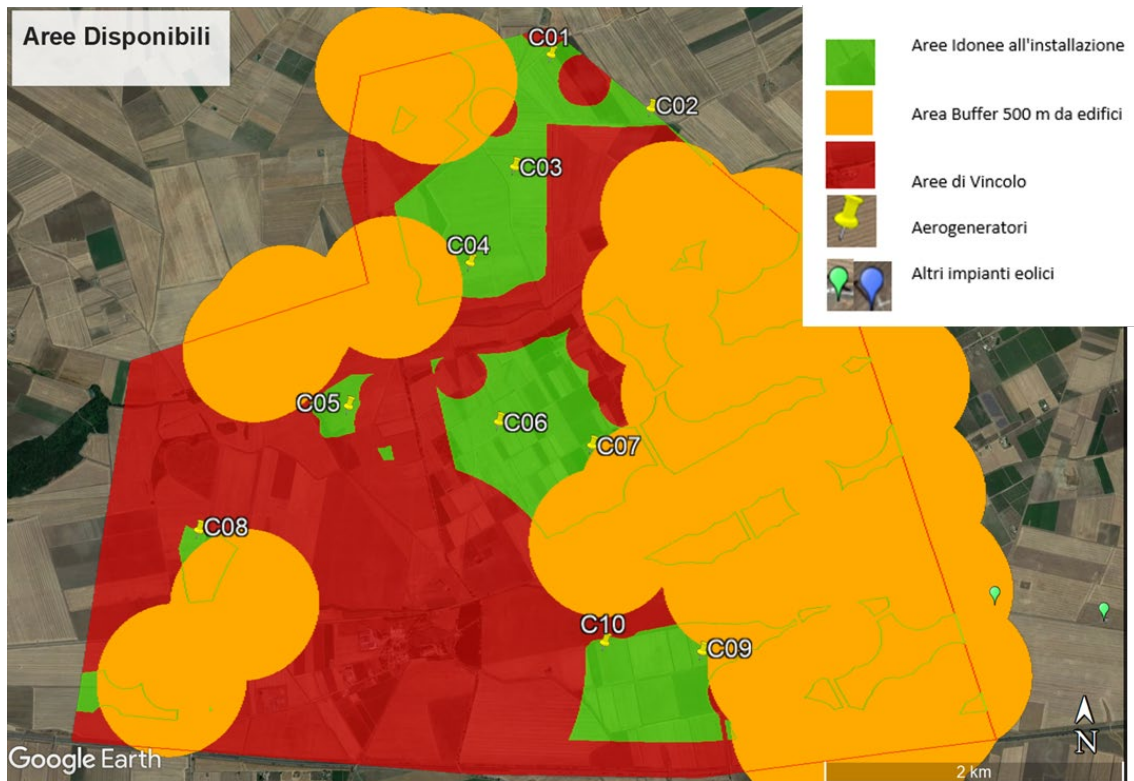 Aree Disponibili
Aree Idonee all'installazione
Area Buffer 500 m da edifici
Aree di Vincolo
Aerogeneratori
Altri impianti eolici
C01
C02
C03
C04
C05
C06
C07
C08
C10
C09
N
Google Earth
2 km